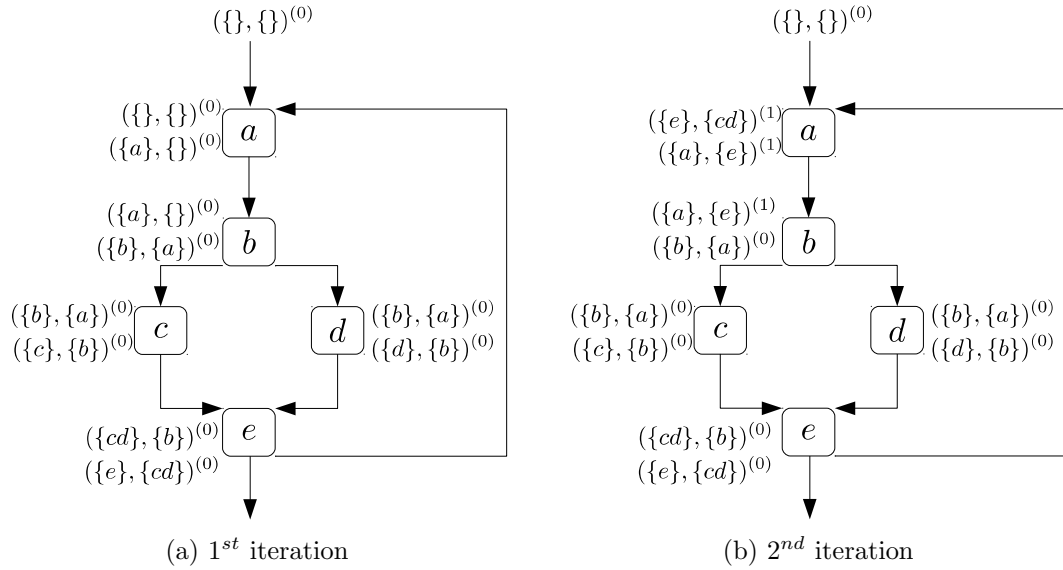 ({}, {})^(0)
({}, {})^(0)
({a}, {})^(0)
a
({a}, {})^(0)
({b}, {a})^(0)
b
({b}, {a})^(0)
({c}, {b})^(0)
c
d
({b}, {a})^(0)
({d}, {b})^(0)
({cd}, {b})^(0)
({e}, {cd})^(0)
e
(a) 1^st iteration
({}, {})^(0)
({e}, {cd})^(1)
({a}, {e})^(1)
a
({a}, {e})^(1)
({b}, {a})^(0)
b
({b}, {a})^(0)
({c}, {b})^(0)
c
d
({b}, {a})^(0)
({d}, {b})^(0)
({cd}, {b})^(0)
({e}, {cd})^(0)
e
(b) 2^nd iteration